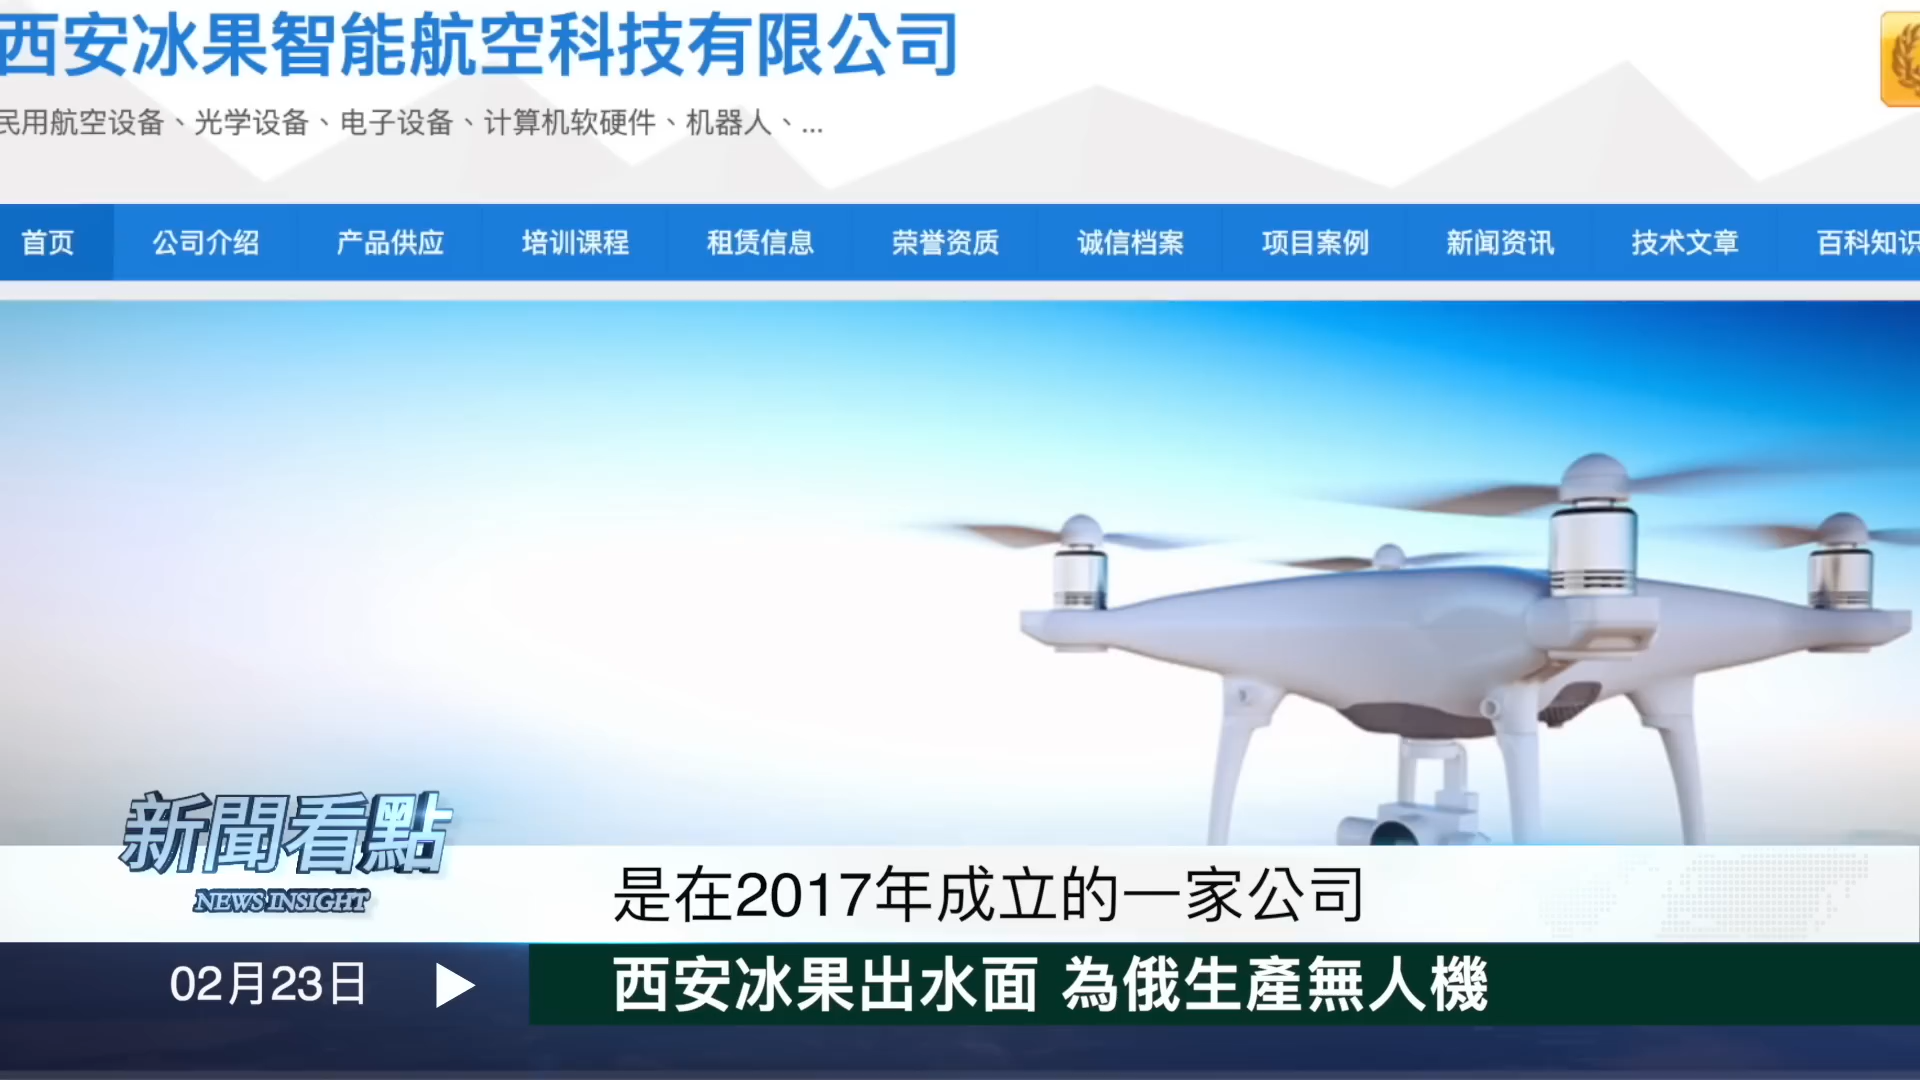 西安冰果智能航空科技有限公司
民用航空设备、光学设备、电子设备、计算机软硬件、机器人、...
首页 公司介绍 产品供应 培训课程 租赁信息 荣誉资质 诚信档案 项目案例 新闻资讯 技术文章 百科知识
新聞看點
NEWS INSIGHT
是在2017年成立的一家公司
02月23日
西安冰果出水面 為俄生產無人機